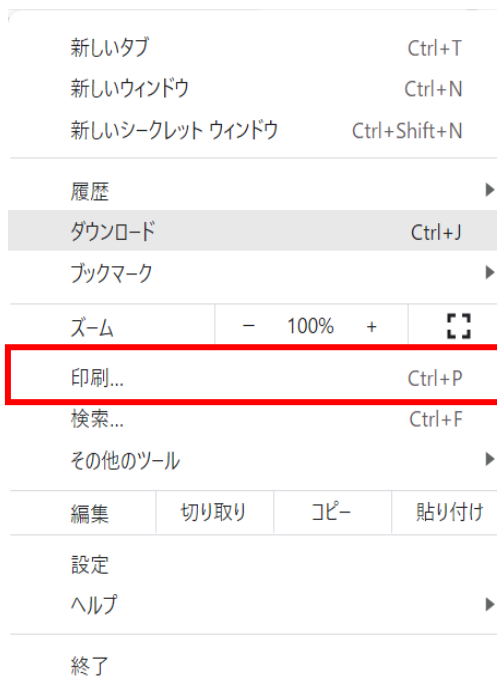 新しいタブ Ctrl+T
新しいウィンドウ Ctrl+N
新しいシークレット ウィンドウ Ctrl+Shift+N
履歴
ダウンロード Ctrl+J
ブックマーク
ズーム − 100% +
印刷... Ctrl+P
検索... Ctrl+F
その他のツール
編集 切り取り コピー 貼り付け
設定
ヘルプ
終了